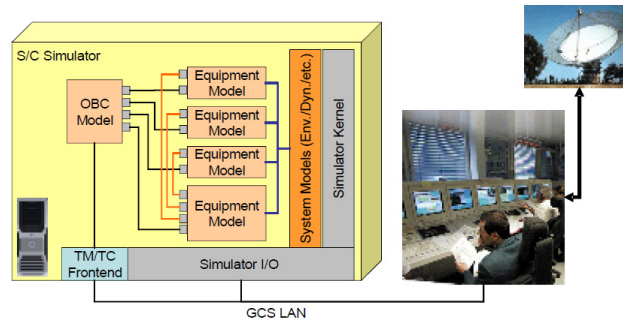 S/C Simulator
OBC
Model
Equipment
Model
Equipment
Model
Equipment
Model
Equipment
Model
System Models (Env./Dyn./etc.)
Simulator Kernel
TM/TC
Frontend
Simulator I/O
GCS LAN